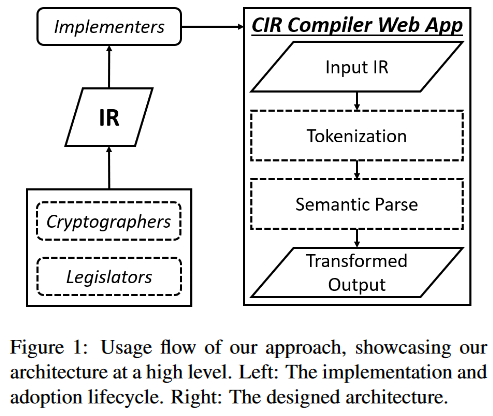 Implementers
IR
Cryptographers
Legislators
CIR Compiler Web App
Input IR
Tokenization
Semantic Parse
Transformed
Output
Figure 1: Usage flow of our approach, showcasing our
architecture at a high level. Left: The implementation and
adoption lifecycle. Right: The designed architecture.